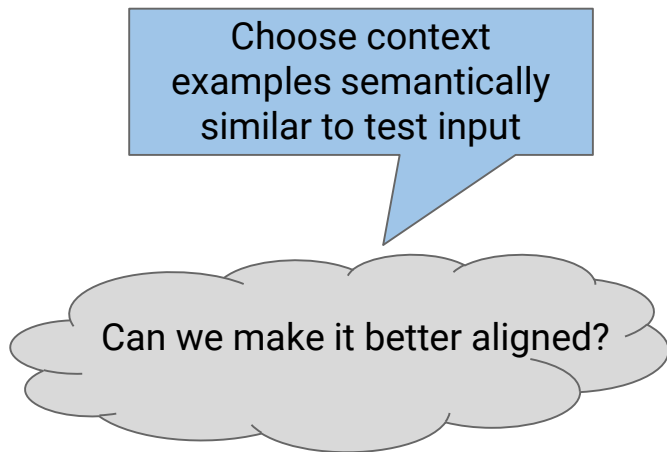 Choose context
examples semantically
similar to test input
Can we make it better aligned?